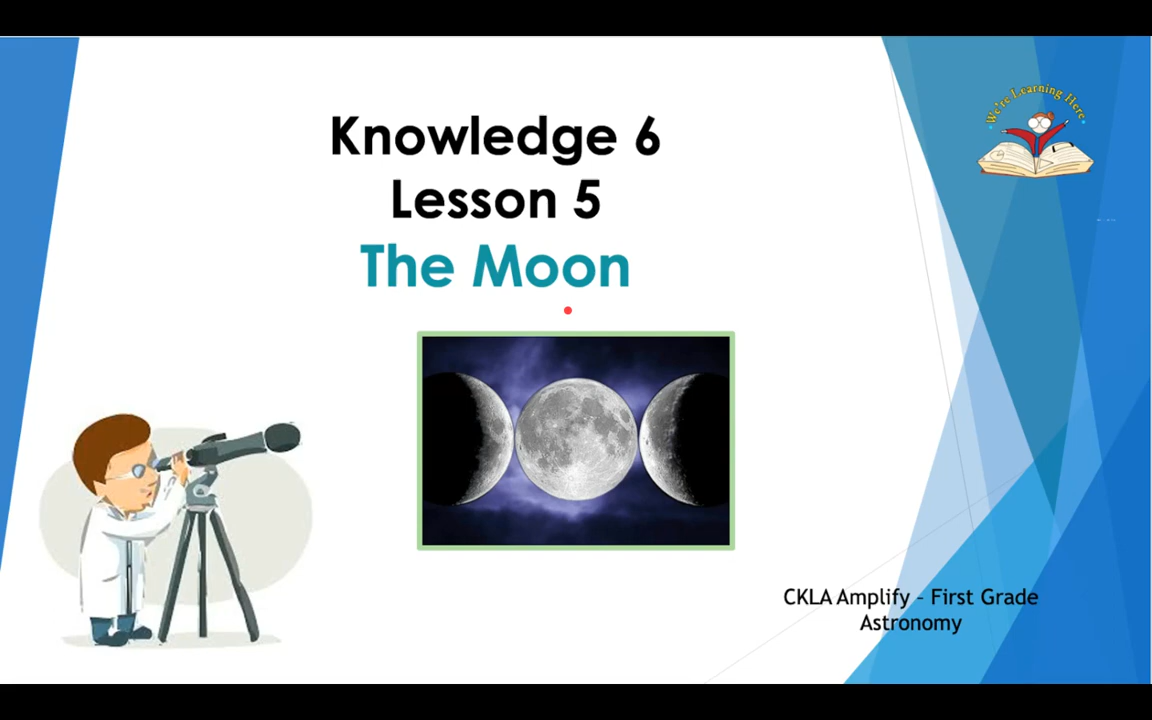 We're Learning Here
Knowledge 6
Lesson 5
The Moon
CKLA Amplify – First Grade
Astronomy